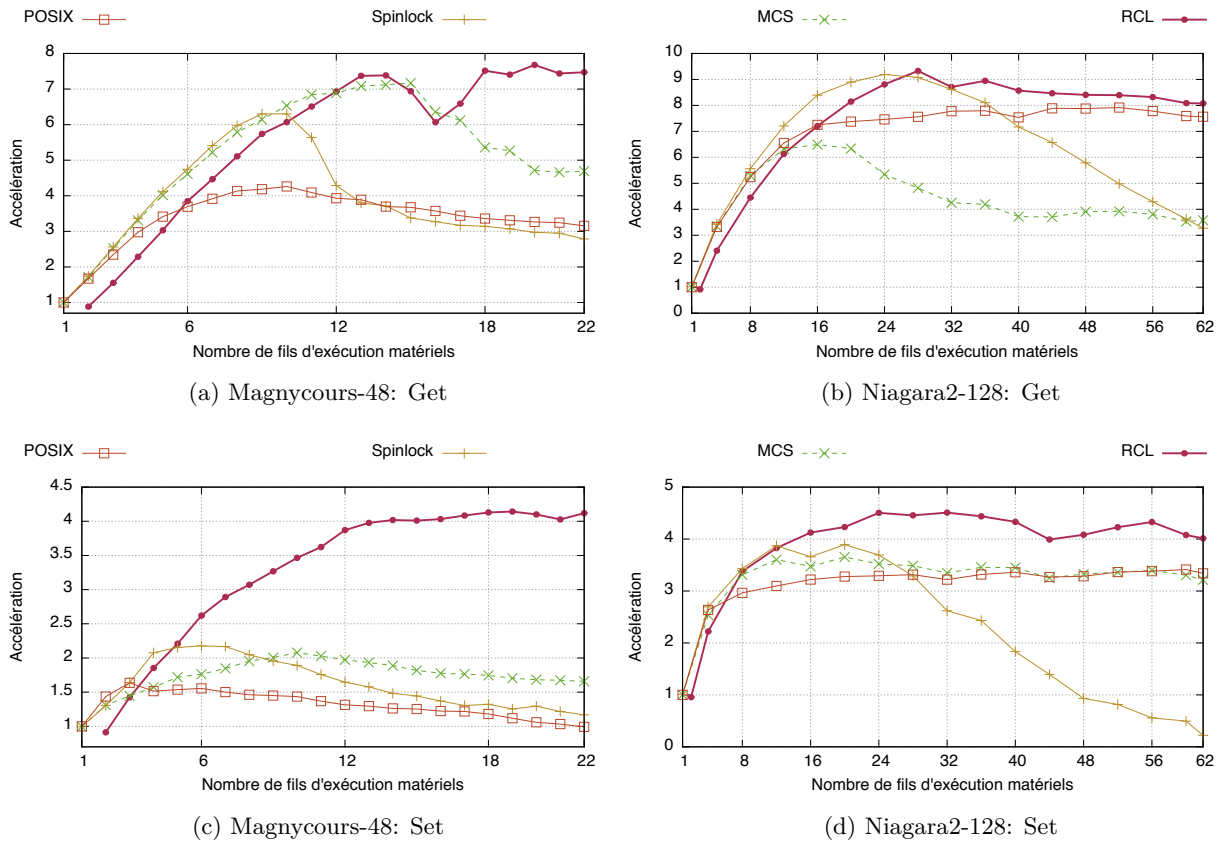 POSIX Spinlock MCS RCL
8
7
6
5
4
3
2
1
Accélération
1 6 12 18 22
Nombre de fils d'exécution matériels
(a) Magnycours-48: Get
10
9
8
7
6
5
4
3
2
1
0
Accélération
1 8 16 24 32 40 48 56 62
Nombre de fils d'exécution matériels
(b) Niagara2-128: Get
POSIX Spinlock MCS RCL
4.5
4
3.5
3
2.5
2
1.5
1
Accélération
1 6 12 18 22
Nombre de fils d'exécution matériels
(c) Magnycours-48: Set
5
4
3
2
1
0
Accélération
1 8 16 24 32 40 48 56 62
Nombre de fils d'exécution matériels
(d) Niagara2-128: Set